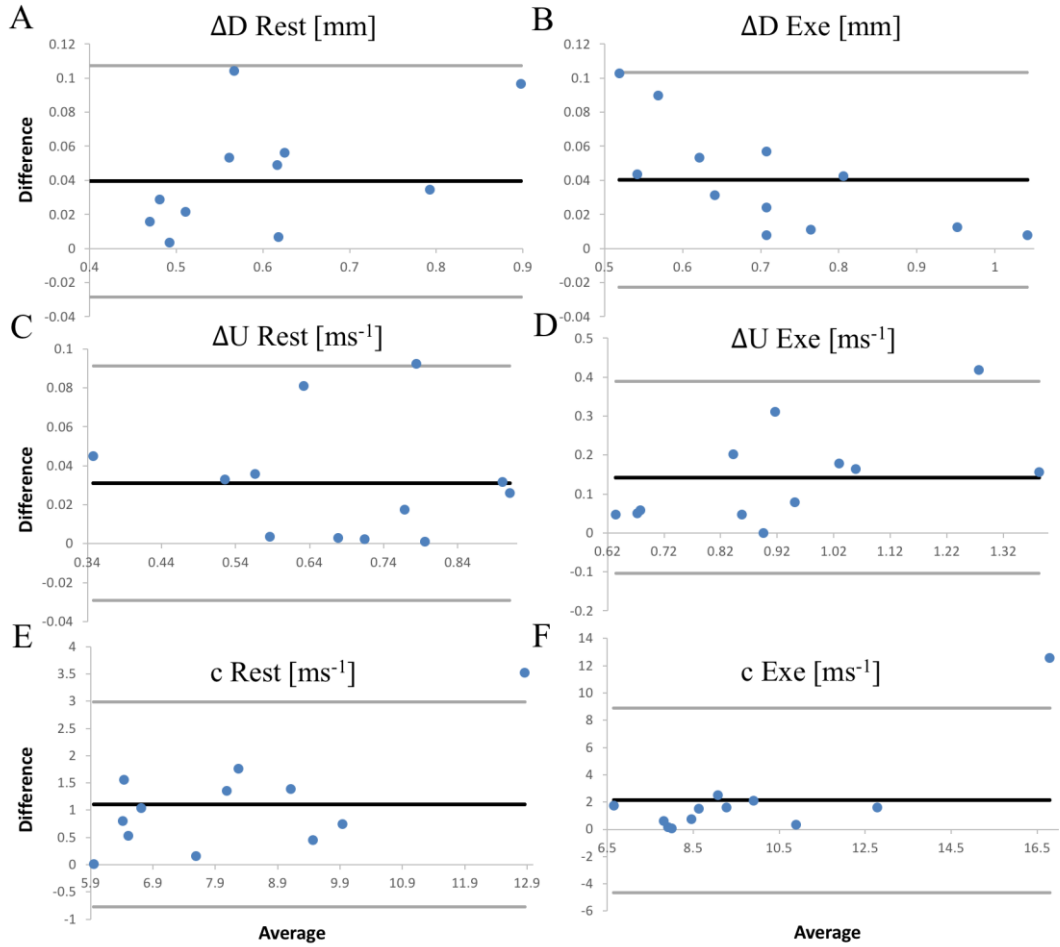 A
ΔD Rest [mm]
0.12
0.1
0.08
0.06
0.04
0.02
0
-0.02
-0.04
0.4 0.5 0.6 0.7 0.8 0.9
Difference
B
ΔD Exe [mm]
0.12
0.1
0.08
0.06
0.04
0.02
0
-0.02
-0.04
0.5 0.6 0.7 0.8 0.9 1
C
ΔU Rest [ms⁻¹]
0.1
0.08
0.06
0.04
0.02
0
-0.02
-0.04
0.34 0.44 0.54 0.64 0.74 0.84
Difference
D
ΔU Exe [ms⁻¹]
0.5
0.4
0.3
0.2
0.1
0
-0.1
-0.2
0.62 0.72 0.82 0.92 1.02 1.12 1.22 1.32
E
c Rest [ms⁻¹]
4
3.5
3
2.5
2
1.5
1
0.5
0
-0.5
-1
5.9 6.9 7.9 8.9 9.9 10.9 11.9 12.9
Difference
Average
F
c Exe [ms⁻¹]
14
12
10
8
6
4
2
0
-2
-4
-6
6.5 8.5 10.5 12.5 14.5 16.5
Average